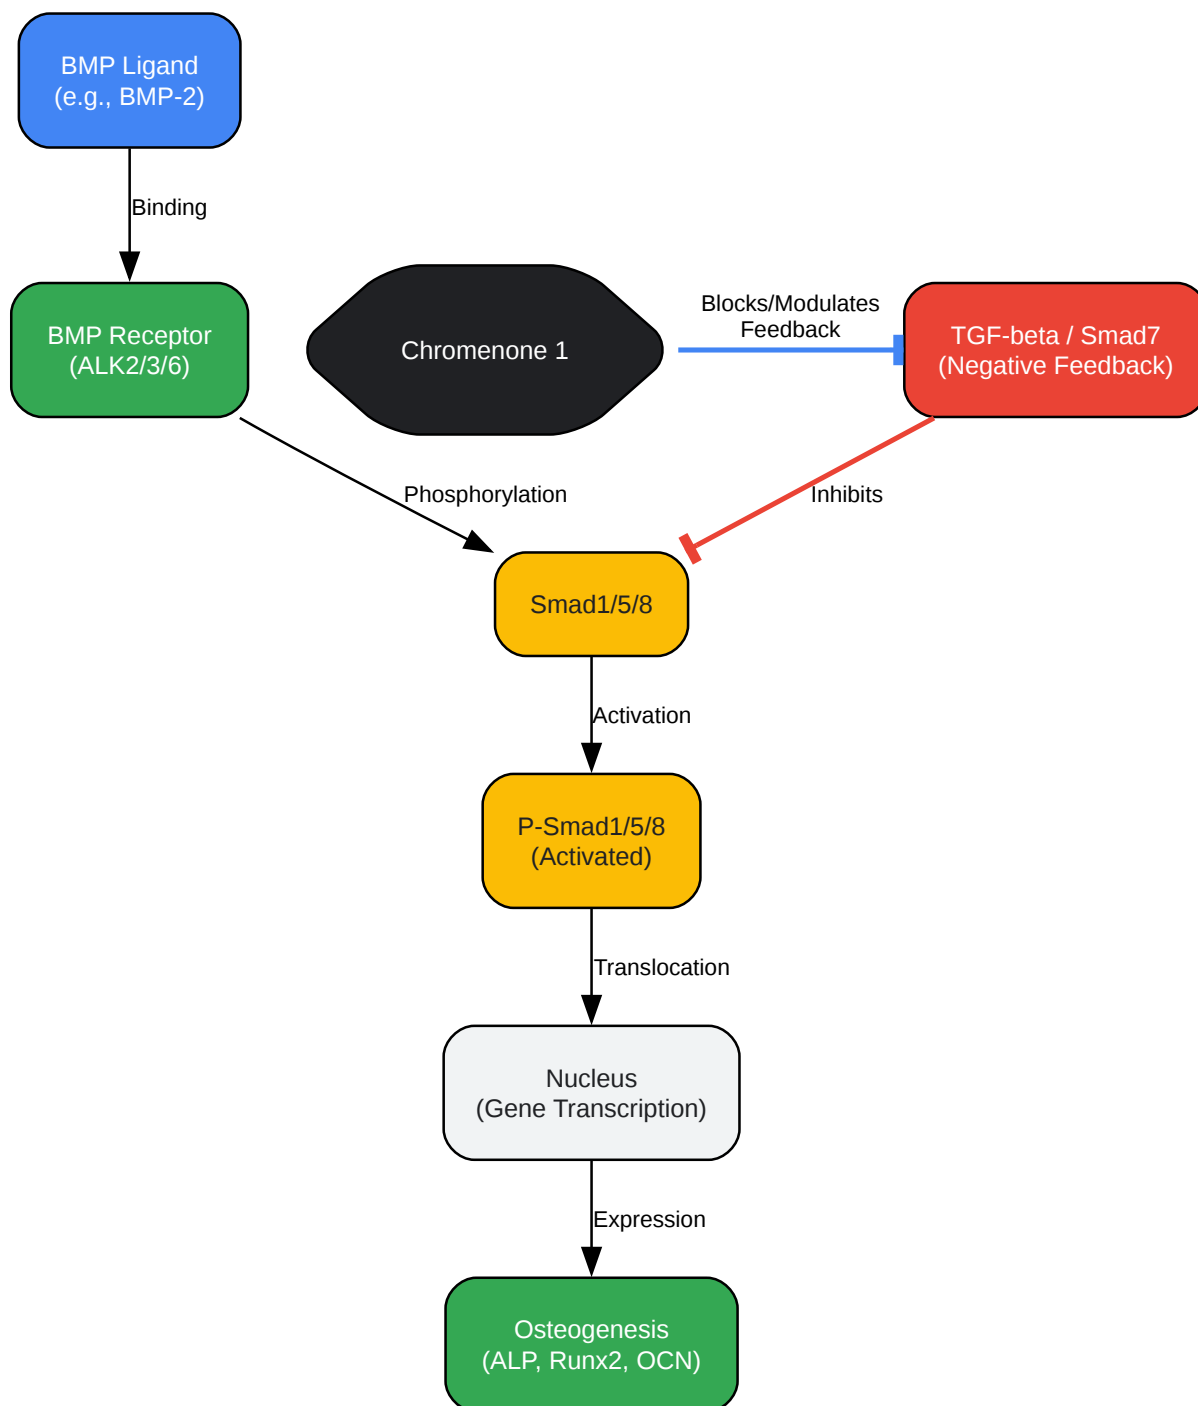 BMP Ligand
(e.g., BMP-2)
Binding
BMP Receptor
(ALK2/3/6)
Chromenone 1
Blocks/Modulates
Feedback
TGF-beta / Smad7
(Negative Feedback)
Phosphorylation
Inhibits
Smad1/5/8
Activation
P-Smad1/5/8
(Activated)
Translocation
Nucleus
(Gene Transcription)
Expression
Osteogenesis
(ALP, Runx2, OCN)